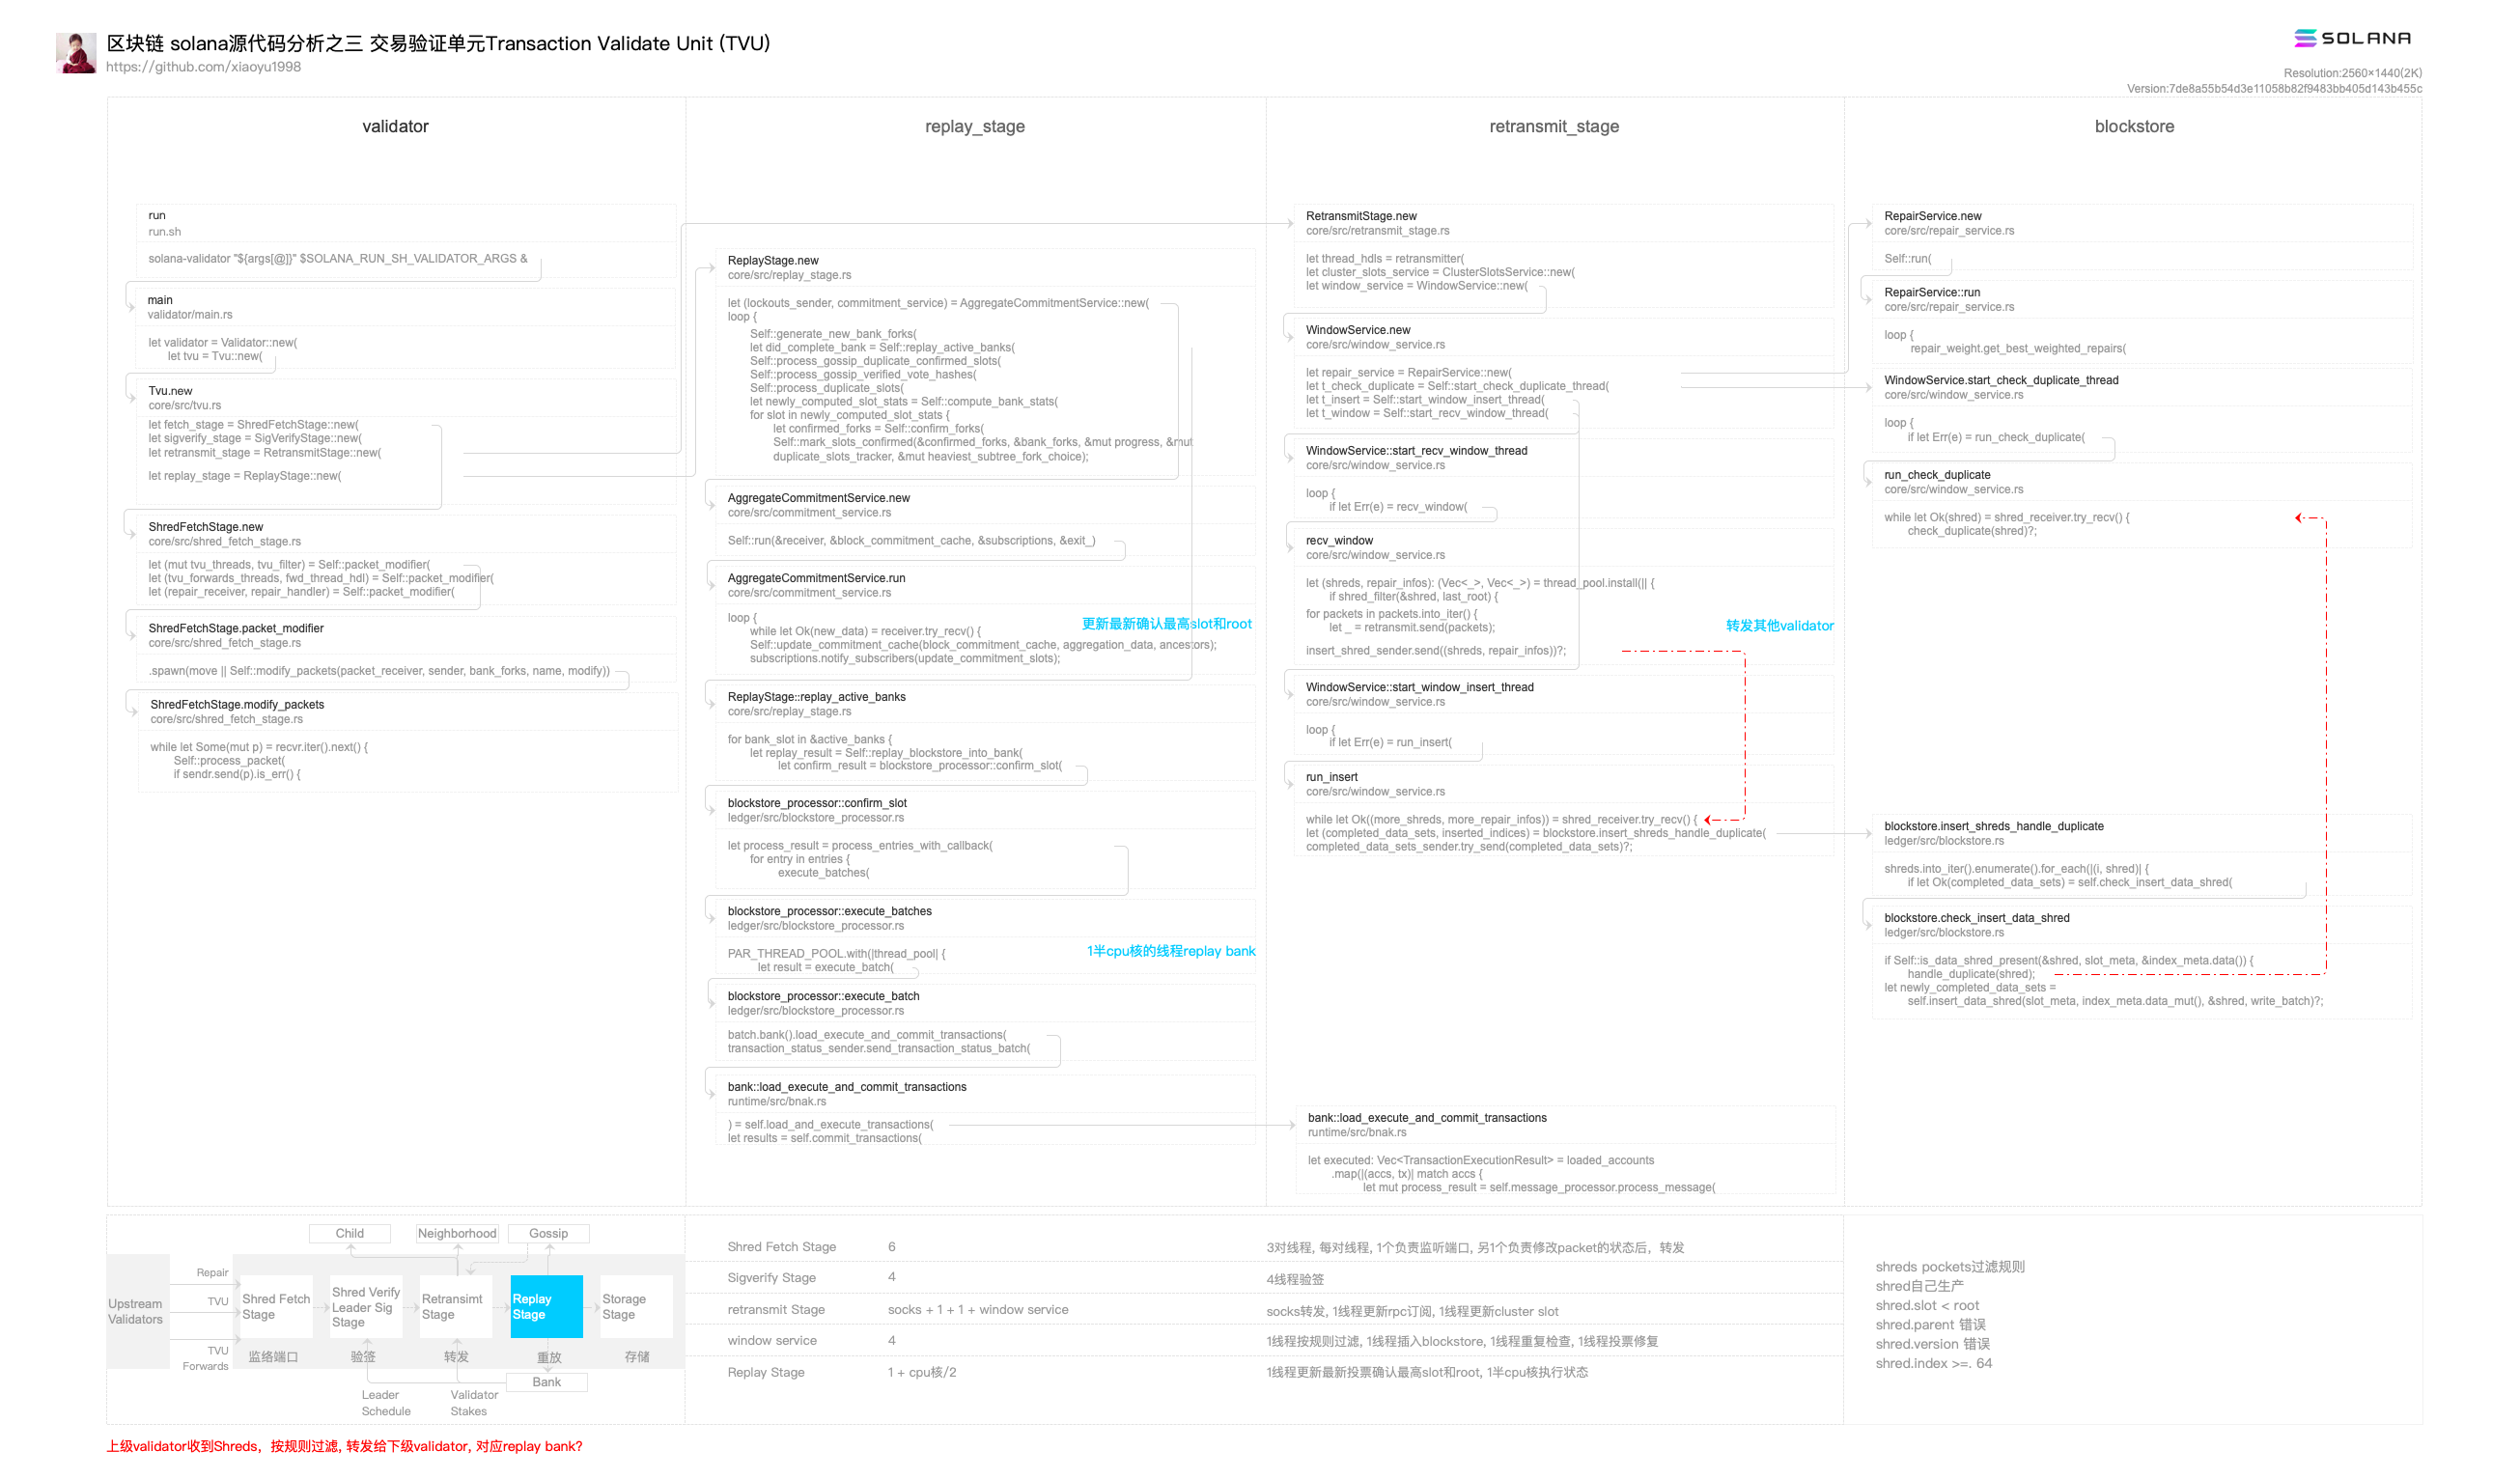 区块链 solana源代码分析之三 交易验证单元Transaction Validate Unit (TVU)
https://github.com/xiaoyu1998
SOLANA
Resolution:2560×1440(2K)
Version:7de8a55b54d3e11058b82f9483bb405d143b455c
validator
run
run.sh
solana-validator "${args[@]}" $SOLANA_RUN_SH_VALIDATOR_ARGS &
main
validator/main.rs
let validator = Validator::new(
let tvu = Tvu::new(
Tvu.new
core/src/tvu.rs
let fetch_stage = ShredFetchStage::new(
let sigverify_stage = SigVerifyStage::new(
let retransmit_stage = RetransmitStage::new(
let replay_stage = ReplayStage::new(
ShredFetchStage.new
core/src/shred_fetch_stage.rs
let (mut tvu_threads, tvu_filter) = Self::packet_modifier(
let (tvu_forwards_threads, fwd_thread_hdl) = Self::packet_modifier(
let (repair_receiver, repair_handler) = Self::packet_modifier(
ShredFetchStage.packet_modifier
core/src/shred_fetch_stage.rs
.spawn(move || Self::modify_packets(packet_receiver, sender, bank_forks, name, modify))
ShredFetchStage.modify_packets
core/src/shred_fetch_stage.rs
while let Some(mut p) = recvr.iter().next() {
Self::process_packet(
if sendr.send(p).is_err() {
replay_stage
ReplayStage.new
core/src/replay_stage.rs
let (lockouts_sender, commitment_service) = AggregateCommitmentService::new(
loop {
Self::generate_new_bank_forks(
let did_complete_bank = Self::replay_active_banks(
Self::process_gossip_duplicate_confirmed_slots(
Self::process_gossip_verified_vote_hashes(
Self::process_duplicate_slots(
let newly_computed_slot_stats = Self::compute_bank_stats(
for slot in newly_computed_slot_stats {
let confirmed_forks = Self::confirm_forks(
Self::mark_slots_confirmed(&confirmed_forks, &bank_forks, &mut progress, &mut
duplicate_slots_tracker, &mut heaviest_subtree_fork_choice);
AggregateCommitmentService.new
core/src/commitment_service.rs
Self::run(&receiver, &block_commitment_cache, &subscriptions, &exit_)
AggregateCommitmentService.run
core/src/commitment_service.rs
loop {
更新最新确认最高slot和root
while let Ok(new_data) = receiver.try_recv() {
Self::update_commitment_cache(block_commitment_cache, aggregation_data, ancestors);
subscriptions.notify_subscribers(update_commitment_slots);
ReplayStage::replay_active_banks
core/src/replay_stage.rs
for bank_slot in &active_banks {
let replay_result = Self::replay_blockstore_into_bank(
let confirm_result = blockstore_processor::confirm_slot(
blockstore_processor::confirm_slot
ledger/src/blockstore_processor.rs
let process_result = process_entries_with_callback(
for entry in entries {
execute_batches(
blockstore_processor::execute_batches
ledger/src/blockstore_processor.rs
PAR_THREAD_POOL.with(|thread_pool| {
1半cpu核的线程replay bank
let result = execute_batch(
blockstore_processor::execute_batch
ledger/src/blockstore_processor.rs
batch.bank().load_execute_and_commit_transactions(
transaction_status_sender.send_transaction_status_batch(
bank::load_execute_and_commit_transactions
runtime/src/bnak.rs
) = self.load_and_execute_transactions(
let results = self.commit_transactions(
retransmit_stage
RetransmitStage.new
core/src/retransmit_stage.rs
let thread_hdls = retransmitter(
let cluster_slots_service = ClusterSlotsService::new(
let window_service = WindowService::new(
WindowService.new
core/src/window_service.rs
let repair_service = RepairService::new(
let t_check_duplicate = Self::start_check_duplicate_thread(
let t_insert = Self::start_window_insert_thread(
let t_window = Self::start_recv_window_thread(
WindowService::start_recv_window_thread
core/src/window_service.rs
loop {
if let Err(e) = recv_window(
recv_window
core/src/window_service.rs
let (shreds, repair_infos): (Vec<_>, Vec<_>) = thread_pool.install(|| {
if shred_filter(&shred, last_root) {
for packets in packets.into_iter() {
let _ = retransmit.send(packets);
转发其他validator
insert_shred_sender.send((shreds, repair_infos))?;
WindowService::start_window_insert_thread
core/src/window_service.rs
loop {
if let Err(e) = run_insert(
run_insert
core/src/window_service.rs
while let Ok((more_shreds, more_repair_infos)) = shred_receiver.try_recv() {
let (completed_data_sets, inserted_indices) = blockstore.insert_shreds_handle_duplicate(
completed_data_sets_sender.try_send(completed_data_sets)?;
bank::load_execute_and_commit_transactions
runtime/src/bnak.rs
let executed: Vec<TransactionExecutionResult> = loaded_accounts
.map(|(accs, tx)| match accs {
let mut process_result = self.message_processor.process_message(
blockstore
RepairService.new
core/src/repair_service.rs
Self::run(
RepairService::run
core/src/repair_service.rs
loop {
repair_weight.get_best_weighted_repairs(
WindowService.start_check_duplicate_thread
core/src/window_service.rs
loop {
if let Err(e) = run_check_duplicate(
run_check_duplicate
core/src/window_service.rs
while let Ok(shred) = shred_receiver.try_recv() {
check_duplicate(shred)?;
blockstore.insert_shreds_handle_duplicate
ledger/src/blockstore.rs
shreds.into_iter().enumerate().for_each(|(i, shred)| {
if let Ok(completed_data_sets) = self.check_insert_data_shred(
blockstore.check_insert_data_shred
ledger/src/blockstore.rs
if Self::is_data_shred_present(&shred, slot_meta, &index_meta.data()) {
handle_duplicate(shred);
let newly_completed_data_sets =
self.insert_data_shred(slot_meta, index_meta.data_mut(), &shred, write_batch)?;
Child
Neighborhood
Gossip
Upstream
Validators
Repair
TVU
TVU
Forwards
Shred Fetch
Stage
Shred Verify
Leader Sig
Stage
Retransimt
Stage
Replay
Stage
Storage
Stage
监络端口
验签
转发
重放
存储
Bank
Leader
Schedule
Validator
Stakes
Shred Fetch Stage 6 3对线程, 每对线程, 1个负责监听端口, 另1个负责修改packet的状态后，转发
Sigverify Stage 4 4线程验签
retransmit Stage socks + 1 + 1 + window service socks转发, 1线程更新rpc订阅, 1线程更新cluster slot
window service 4 1线程按规则过滤, 1线程插入blockstore, 1线程重复检查, 1线程投票修复
Replay Stage 1 + cpu核/2 1线程更新最新投票确认最高slot和root, 1半cpu核执行状态
shreds pockets过滤规则
shred自己生产
shred.slot < root
shred.parent 错误
shred.version 错误
shred.index >=. 64
上级validator收到Shreds，按规则过滤, 转发给下级validator, 对应replay bank?